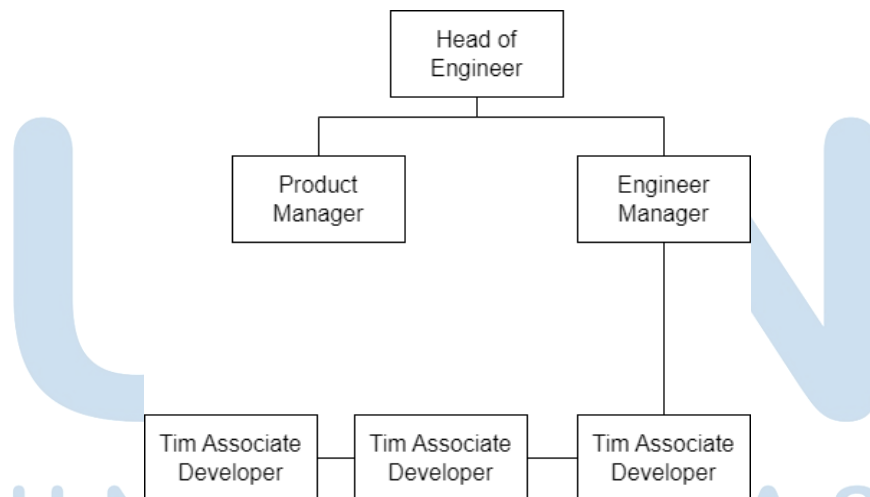 Head of
Engineer
Product
Manager
Engineer
Manager
Tim Associate
Developer
Tim Associate
Developer
Tim Associate
Developer